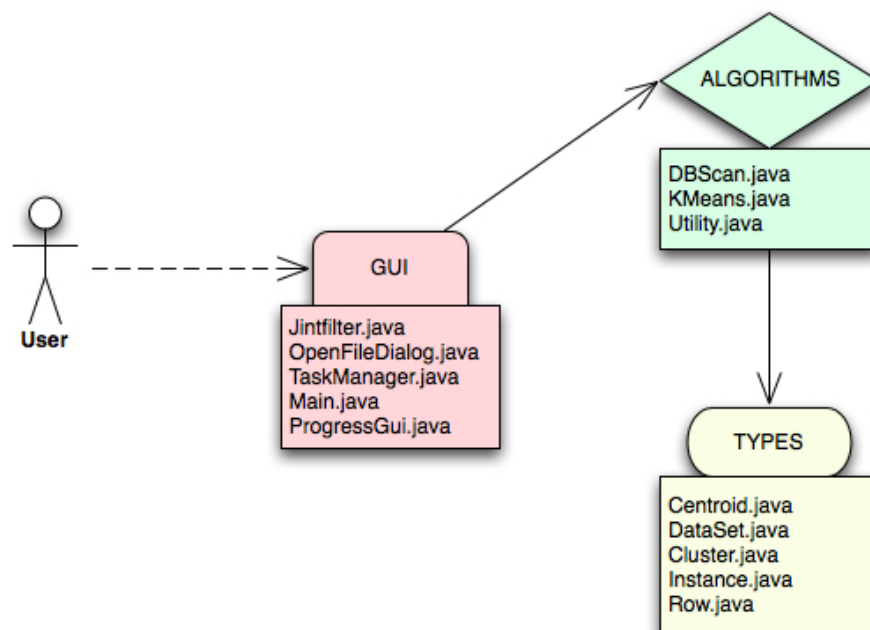 ALGORITHMS
DBScan.java
KMeans.java
Utility.java
User
GUI
Jintfilter.java
OpenFileDialog.java
TaskManager.java
Main.java
ProgressGui.java
TYPES
Centroid.java
DataSet.java
Cluster.java
Instance.java
Row.java